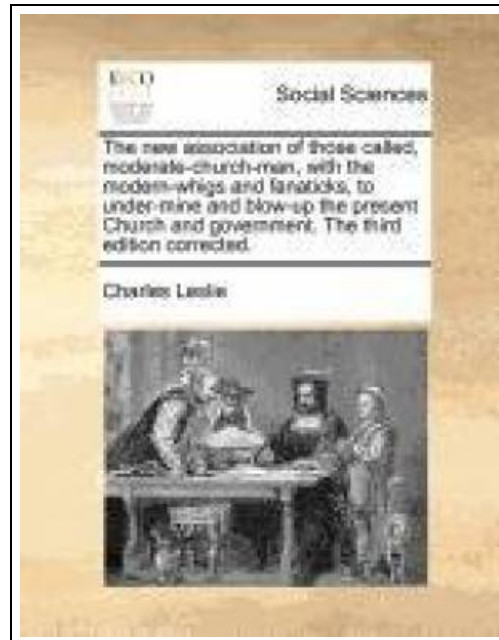 ECCO
Social Sciences
The new association of those called,
moderate-church-man, with the
modern-whigs and fanaticks, to
under-mine and blow-up the present
Church and government. The third
edition corrected.
Charles Leslie